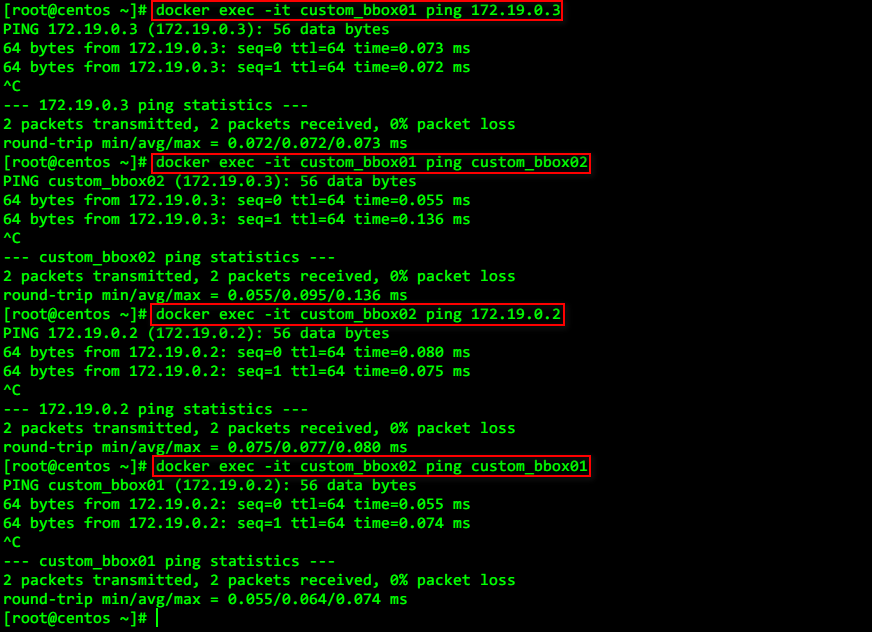 [root@centos ~]# docker exec -it custom_bbox01 ping 172.19.0.3
PING 172.19.0.3 (172.19.0.3): 56 data bytes
64 bytes from 172.19.0.3: seq=0 ttl=64 time=0.073 ms
64 bytes from 172.19.0.3: seq=1 ttl=64 time=0.072 ms
^C
--- 172.19.0.3 ping statistics ---
2 packets transmitted, 2 packets received, 0% packet loss
round-trip min/avg/max = 0.072/0.072/0.073 ms
[root@centos ~]# docker exec -it custom_bbox01 ping custom_bbox02
PING custom_bbox02 (172.19.0.3): 56 data bytes
64 bytes from 172.19.0.3: seq=0 ttl=64 time=0.055 ms
64 bytes from 172.19.0.3: seq=1 ttl=64 time=0.136 ms
^C
--- custom_bbox02 ping statistics ---
2 packets transmitted, 2 packets received, 0% packet loss
round-trip min/avg/max = 0.055/0.095/0.136 ms
[root@centos ~]# docker exec -it custom_bbox02 ping 172.19.0.2
PING 172.19.0.2 (172.19.0.2): 56 data bytes
64 bytes from 172.19.0.2: seq=0 ttl=64 time=0.080 ms
64 bytes from 172.19.0.2: seq=1 ttl=64 time=0.075 ms
^C
--- 172.19.0.2 ping statistics ---
2 packets transmitted, 2 packets received, 0% packet loss
round-trip min/avg/max = 0.075/0.077/0.080 ms
[root@centos ~]# docker exec -it custom_bbox02 ping custom_bbox01
PING custom_bbox01 (172.19.0.2): 56 data bytes
64 bytes from 172.19.0.2: seq=0 ttl=64 time=0.055 ms
64 bytes from 172.19.0.2: seq=1 ttl=64 time=0.074 ms
^C
--- custom_bbox01 ping statistics ---
2 packets transmitted, 2 packets received, 0% packet loss
round-trip min/avg/max = 0.055/0.064/0.074 ms
[root@centos ~]#